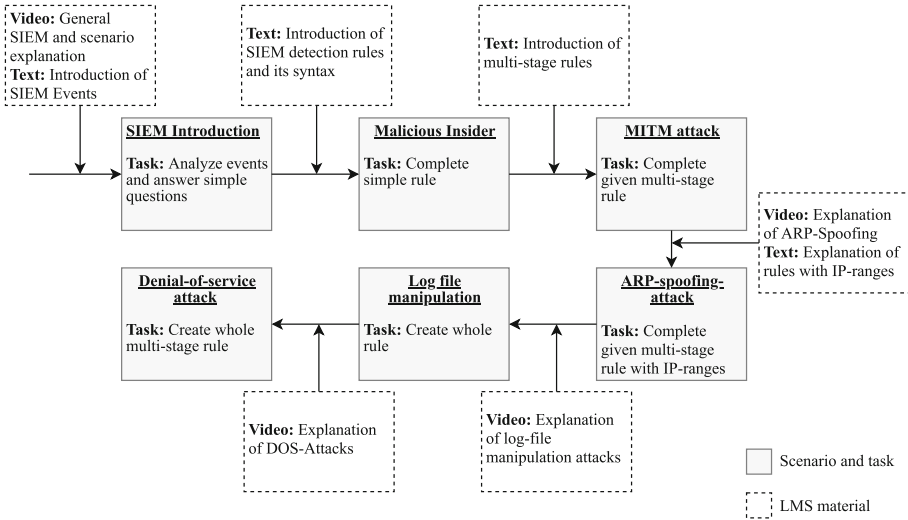 Video: General
SIEM and scenario
explanation
Text: Introduction of
SIEM Events
Text: Introduction of
SIEM detection rules
and its syntax
Text: Introduction of
multi-stage rules
SIEM Introduction
Task: Analyze events
and answer simple
questions
Malicious Insider
Task: Complete
simple rule
MITM attack
Task: Complete
given multi-stage
rule
Video: Explanation
of ARP-Spoofing
Text: Explanation of
rules with IP-ranges
Denial-of-service
attack
Task: Create whole
multi-stage rule
Log file
manipulation
Task: Create whole
rule
ARP-spoofing-
attack
Task: Complete
given multi-stage
rule with IP-ranges
Video: Explanation
of DOS-Attacks
Video: Explanation
of log-file
manipulation attacks
Scenario and task
LMS material